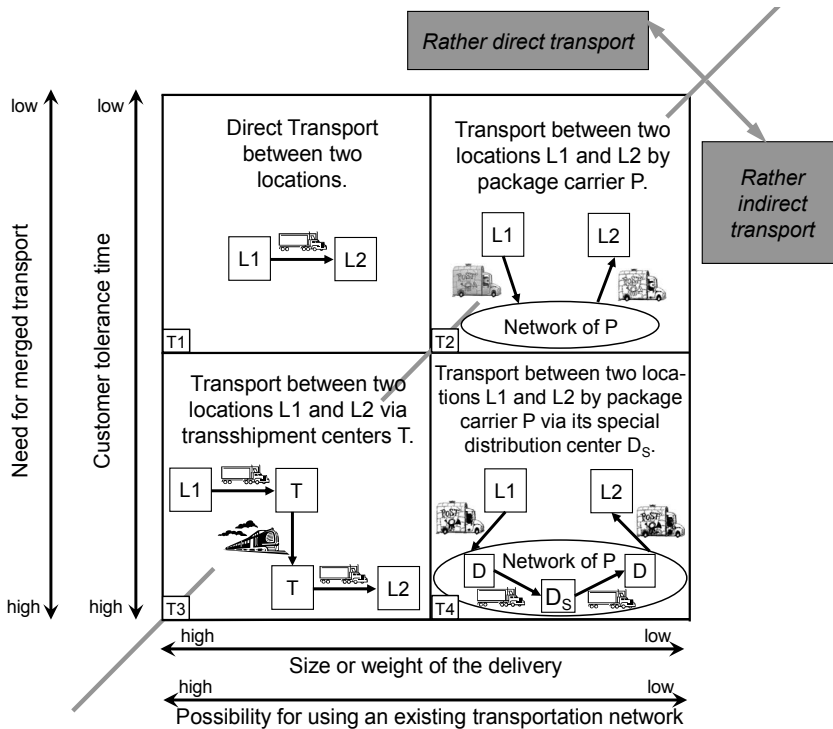 Rather direct transport
Rather
indirect
transport
low
low
Need for merged transport
Customer tolerance time
high
high
Direct Transport
between two
locations.
L1
L2
T1
Transport between two
locations L1 and L2 by
package carrier P.
L1
L2
Network of P
T2
Transport between two
locations L1 and L2 via
transshipment centers T.
L1
T
T
L2
T3
Transport between two loca-
tions L1 and L2 by package
carrier P via its special
distribution center DS.
L1
L2
Network of P
D
D
DS
T4
high
low
Size or weight of the delivery
high
low
Possibility for using an existing transportation network